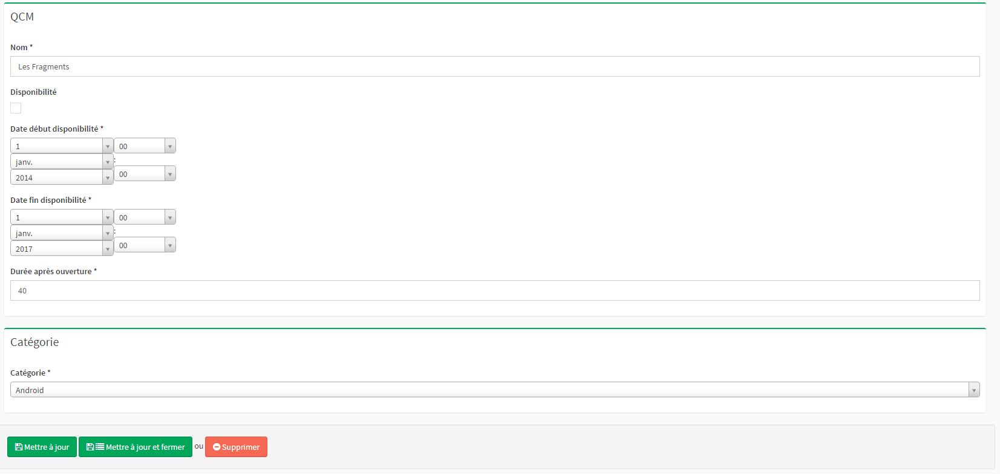 QCM
Nom *
Les Fragments
Disponibilité
Date début disponibilité *
1 00
janv. :
2014 00
Date fin disponibilité *
1 00
janv. :
2017 00
Durée après ouverture *
40
Catégorie
Catégorie *
Android
Mettre à jour Mettre à jour et fermer ou Supprimer